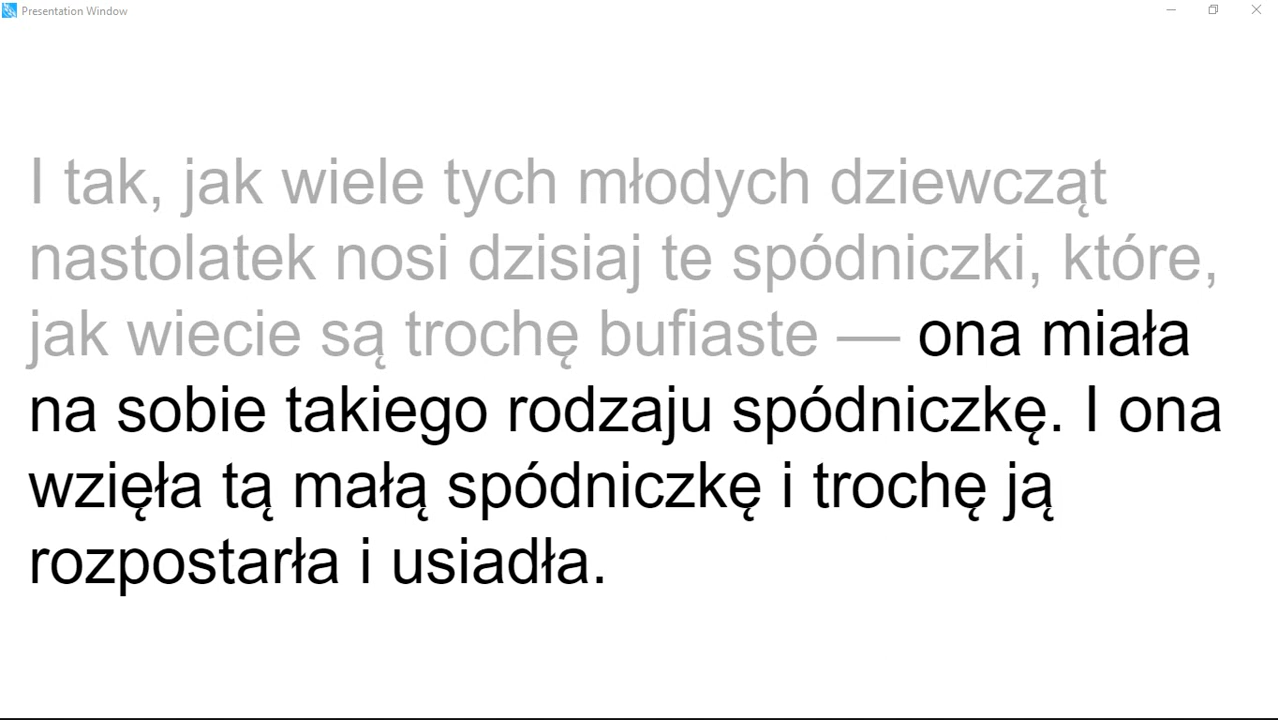 Presentation Window
I tak, jak wiele tych młodych dziewcząt
nastolatek nosi dzisiaj te spódniczki, które,
jak wiecie są trochę bufiaste — ona miała
na sobie takiego rodzaju spódniczkę. I ona
wzięła tą małą spódniczkę i trochę ją
rozpostarła i usiadła.